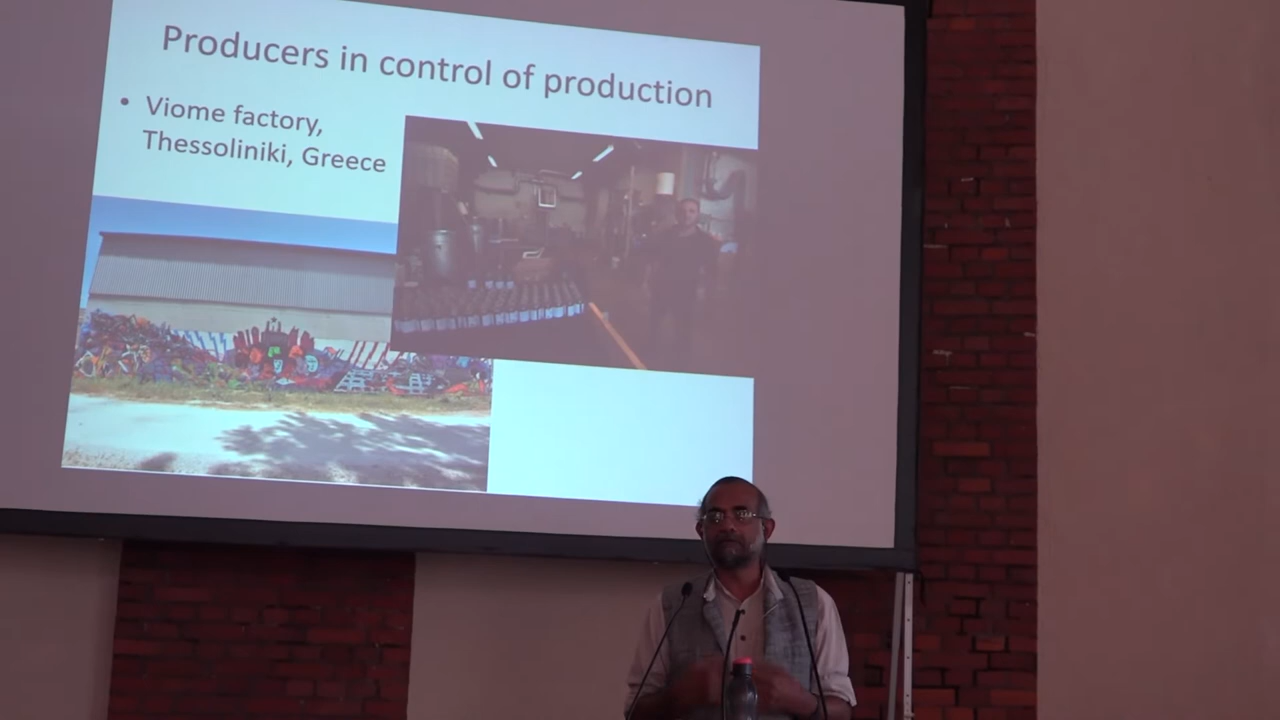 Producers in control of production
• Viome factory,
Thessoliniki, Greece